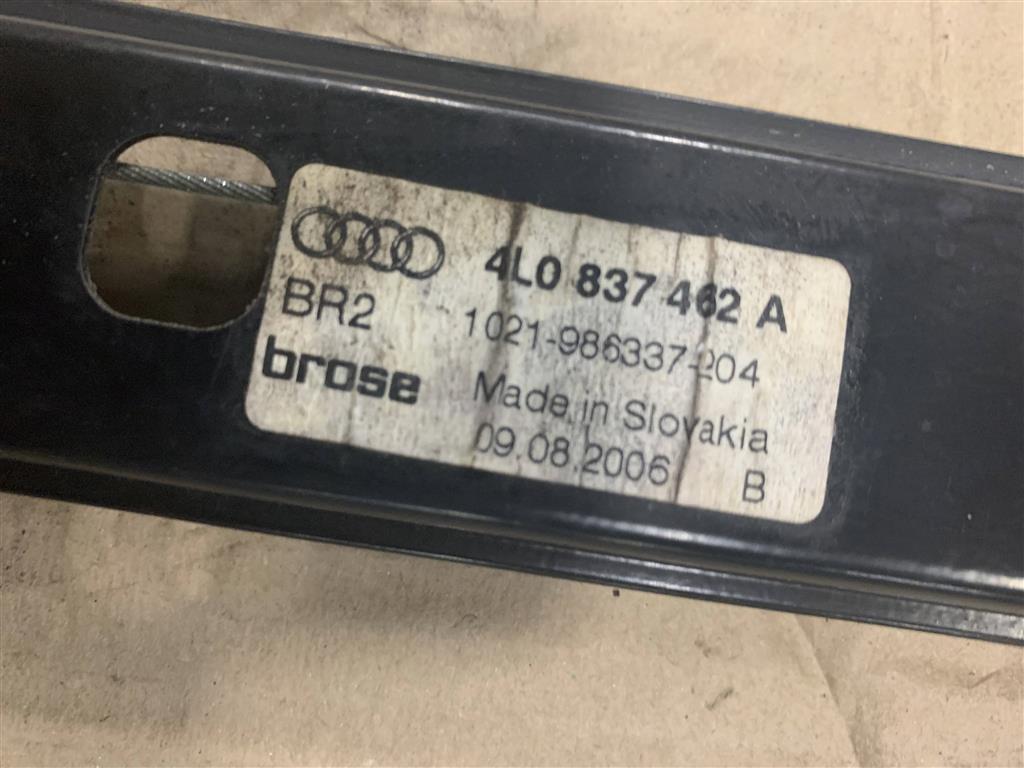 4L0 837 462 A
BR2 1021-986337-204
brose Made in Slovakia
09.08.2006 B